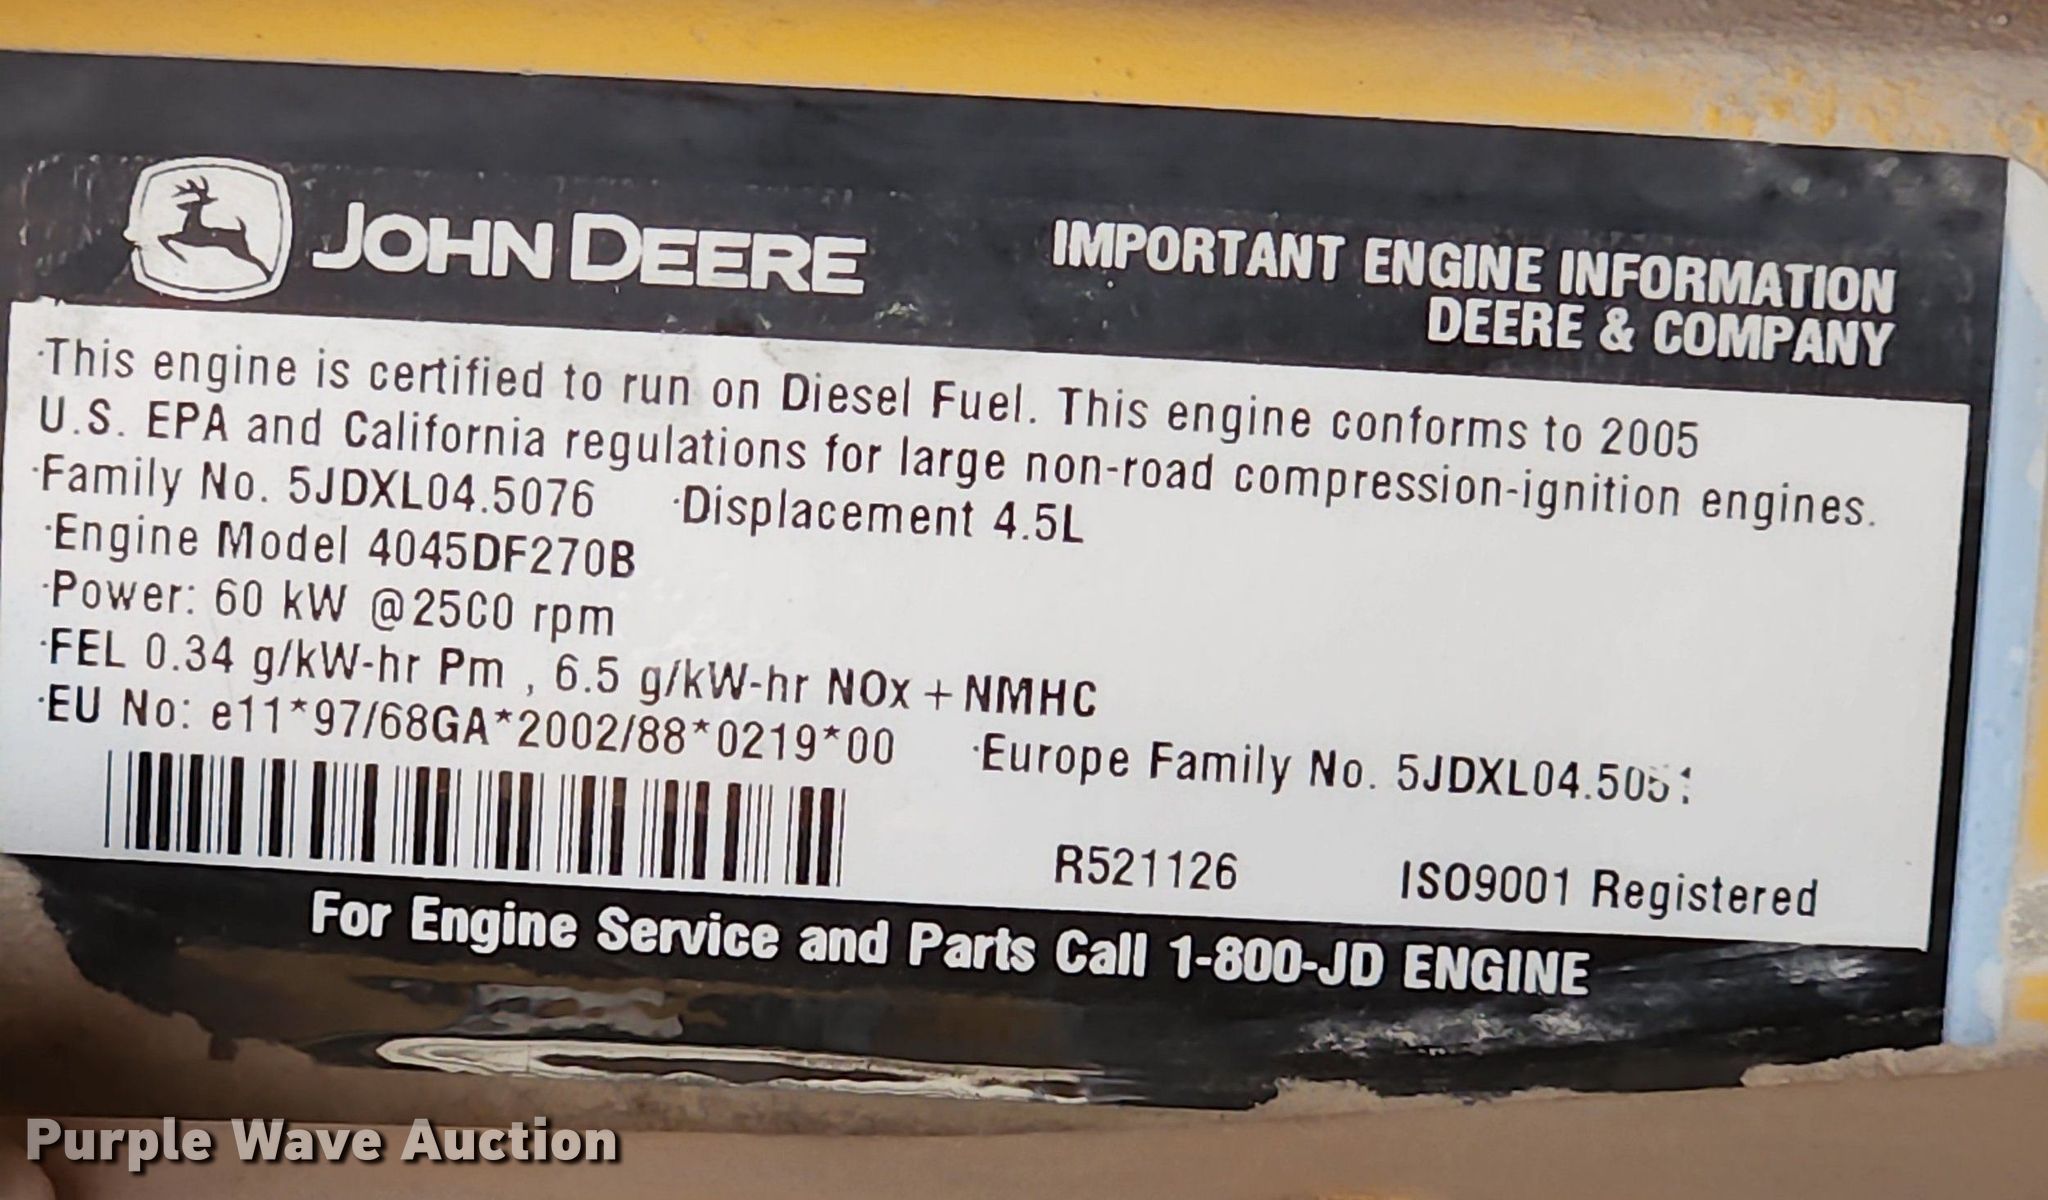 JOHN DEERE
IMPORTANT ENGINE INFORMATION
DEERE & COMPANY
·This engine is certified to run on Diesel Fuel. This engine conforms to 2005
U.S. EPA and California regulations for large non-road compression-ignition engines.
·Family No. 5JDXL04.5076 ·Displacement 4.5L
·Engine Model 4045DF270B
·Power: 60 kW @2500 rpm
·FEL 0.34 g/kW-hr Pm , 6.5 g/kW-hr NOx + NMHC
·EU No: e11*97/68GA*2002/88*0219*00 ·Europe Family No.
R521126 ISO9001 Registered
For Engine Service and Parts Call 1-800-JD ENGINE
Purple Wave Auction